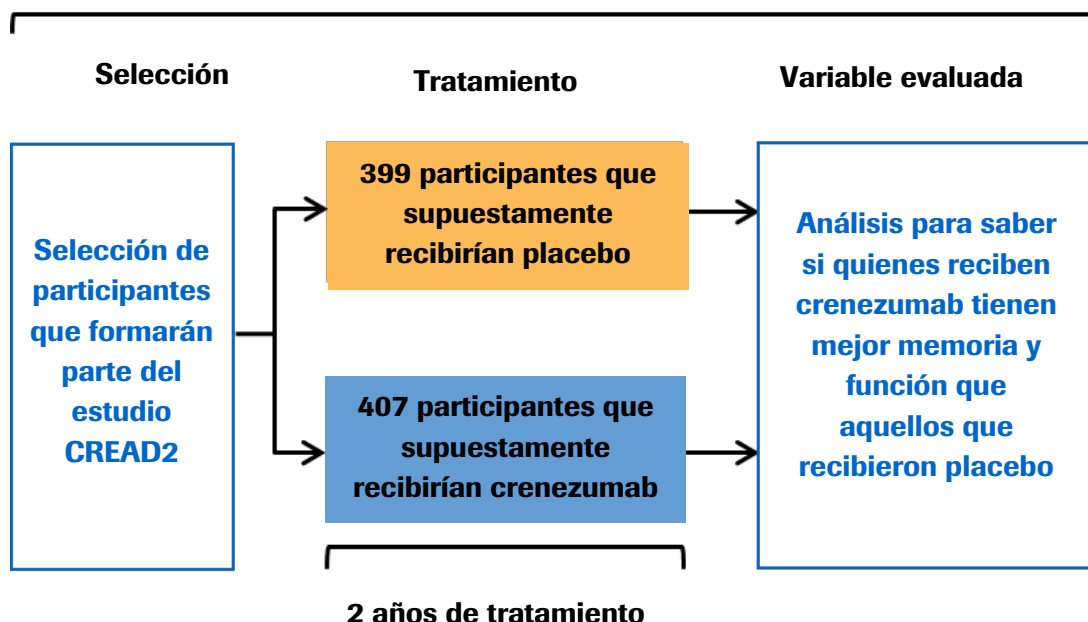 Selección
Tratamiento
Variable evaluada
Selección de
participantes
que formarán
parte del
estudio
CREAD2
399 participantes que
supuestamente
recibirían placebo
407 participantes que
supuestamente
recibirían crenezumab
Análisis para saber
si quienes reciben
crenezumab tienen
mejor memoria y
función que
aquellos que
recibieron placebo
2 años de tratamiento